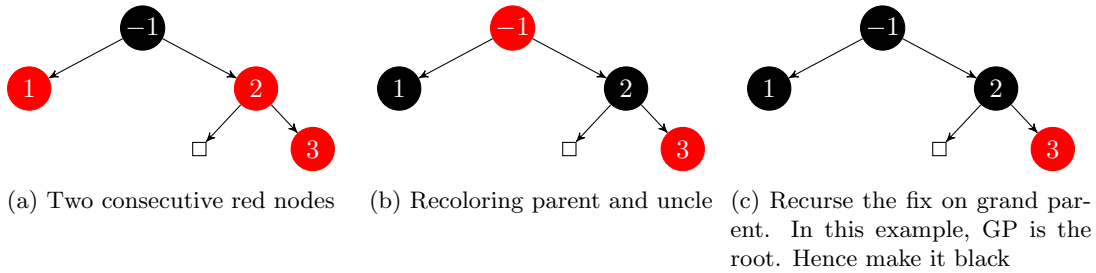 −1
1
2
3
(a) Two consecutive red nodes
−1
1
2
3
(b) Recoloring parent and uncle
−1
1
2
3
(c) Recurse the fix on grand par-
ent. In this example, GP is the
root. Hence make it black